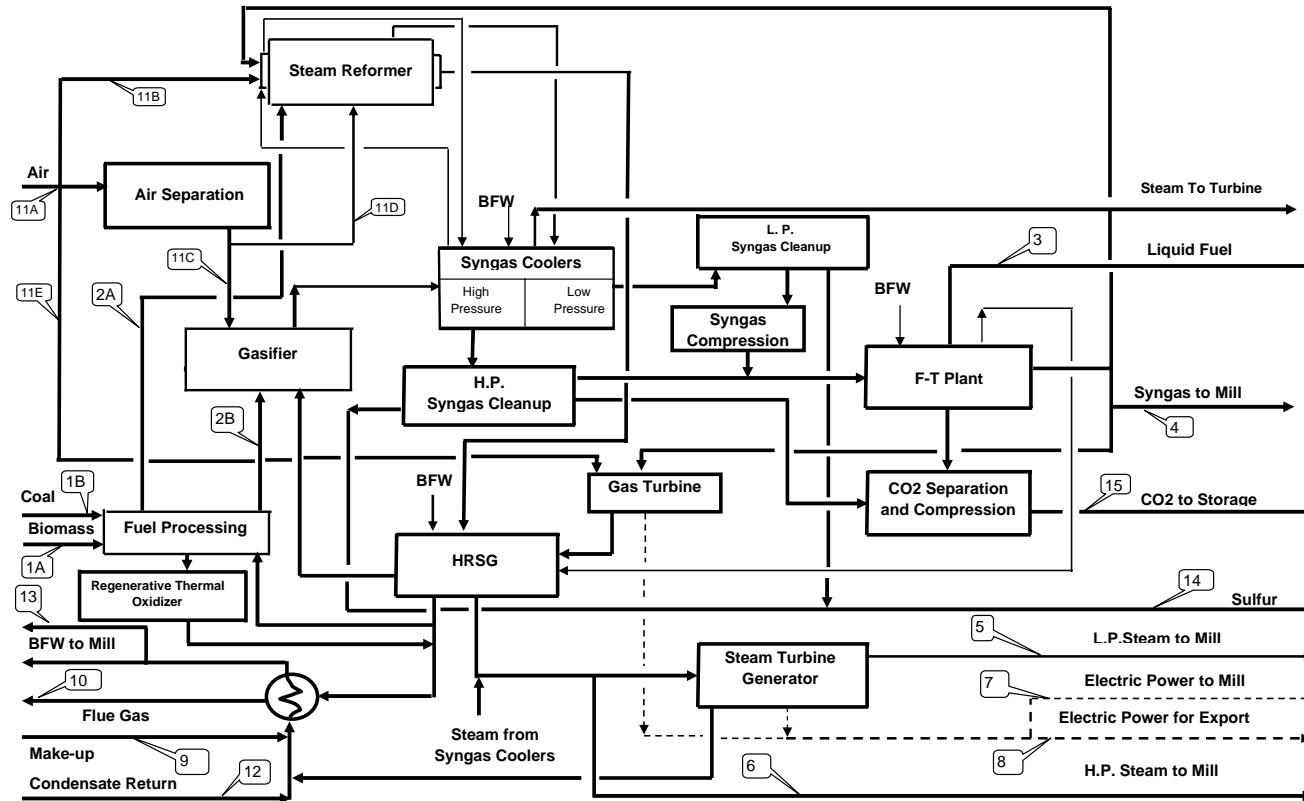 Steam Reformer
11B
Air
Air Separation
11A
11D
BFW
Steam To Turbine
L. P.
Syngas Cleanup
3
11C
Syngas Coolers
Liquid Fuel
11E
2A
High
Pressure
Low
Pressure
BFW
Syngas
Compression
Gasifier
F-T Plant
H.P.
Syngas Cleanup
Syngas to Mill
2B
4
1B
BFW
Gas Turbine
CO2 Separation
and Compression
15
Coal
CO2 to Storage
Fuel Processing
Biomass
HRSG
1A
Regenerative Thermal
Oxidizer
14
13
Sulfur
5
BFW to Mill
L.P.Steam to Mill
Steam Turbine
Generator
10
7
Electric Power to Mill
Flue Gas
Electric Power for Export
Steam from
Syngas Coolers
Make-up
9
8
Condensate Return
12
6
H.P. Steam to Mill